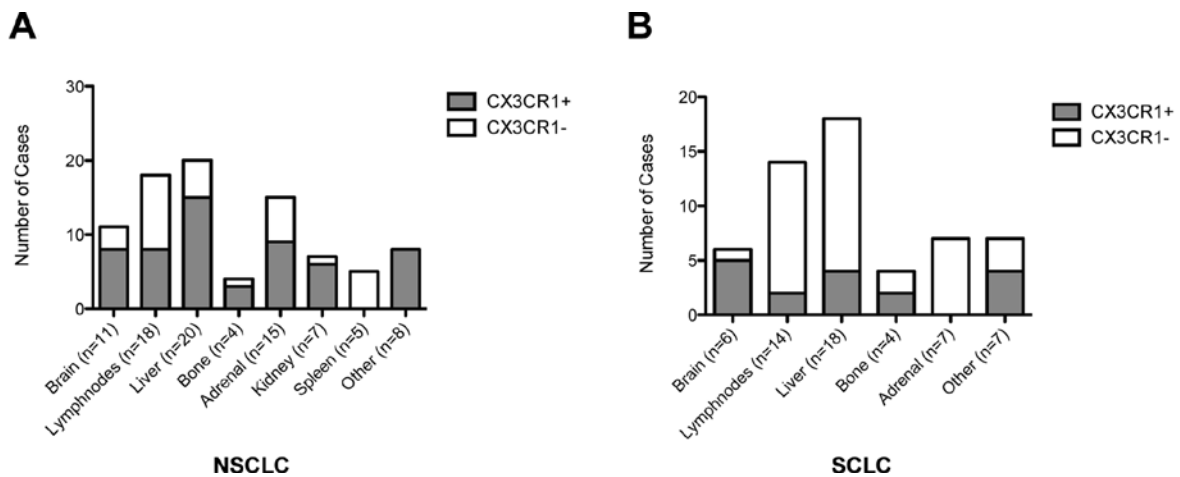 A
Number of Cases
30
20
10
0
CX3CR1+
CX3CR1-
Brain (n=11)
Lymphnodes (n=18)
Liver (n=20)
Bone (n=4)
Adrenal (n=15)
Kidney (n=7)
Spleen (n=5)
Other (n=8)
NSCLC
B
Number of Cases
20
15
10
5
0
CX3CR1+
CX3CR1-
Brain (n=6)
Lymphnodes (n=14)
Liver (n=18)
Bone (n=4)
Adrenal (n=7)
Other (n=7)
SCLC